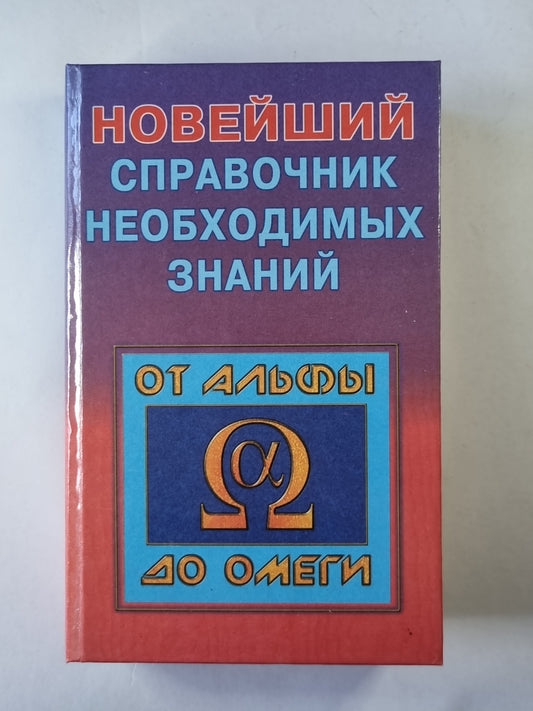 НОВЕЙШИЙ
СПРАВОЧНИК
НЕОБХОДИМЫХ
ЗНАНИЙ
ОТ АЛЬФЫ
Ω
α
ДО ОМЕГИ